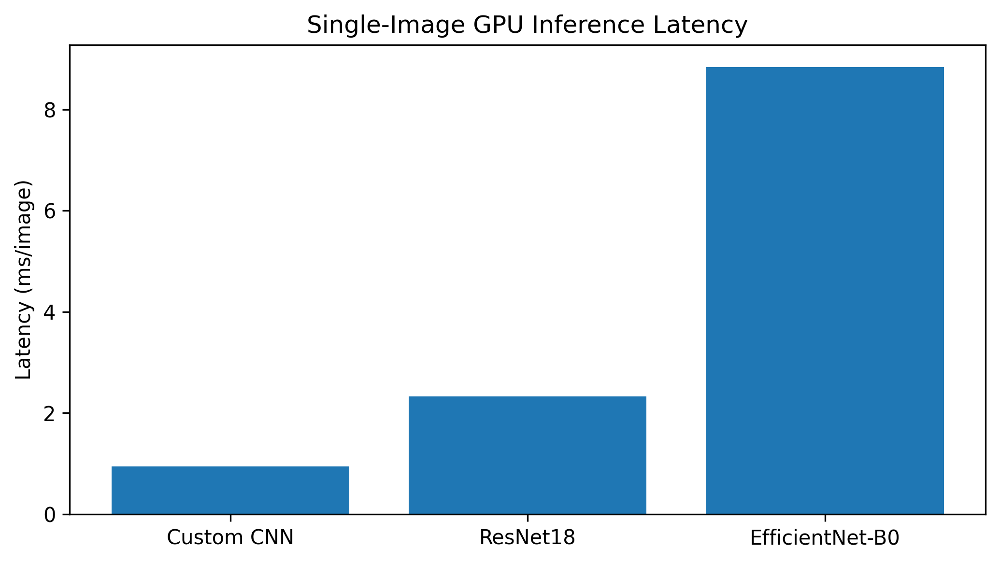 Single-Image GPU Inference Latency
Latency (ms/image)
8
6
4
2
0
Custom CNN
ResNet18
EfficientNet-B0